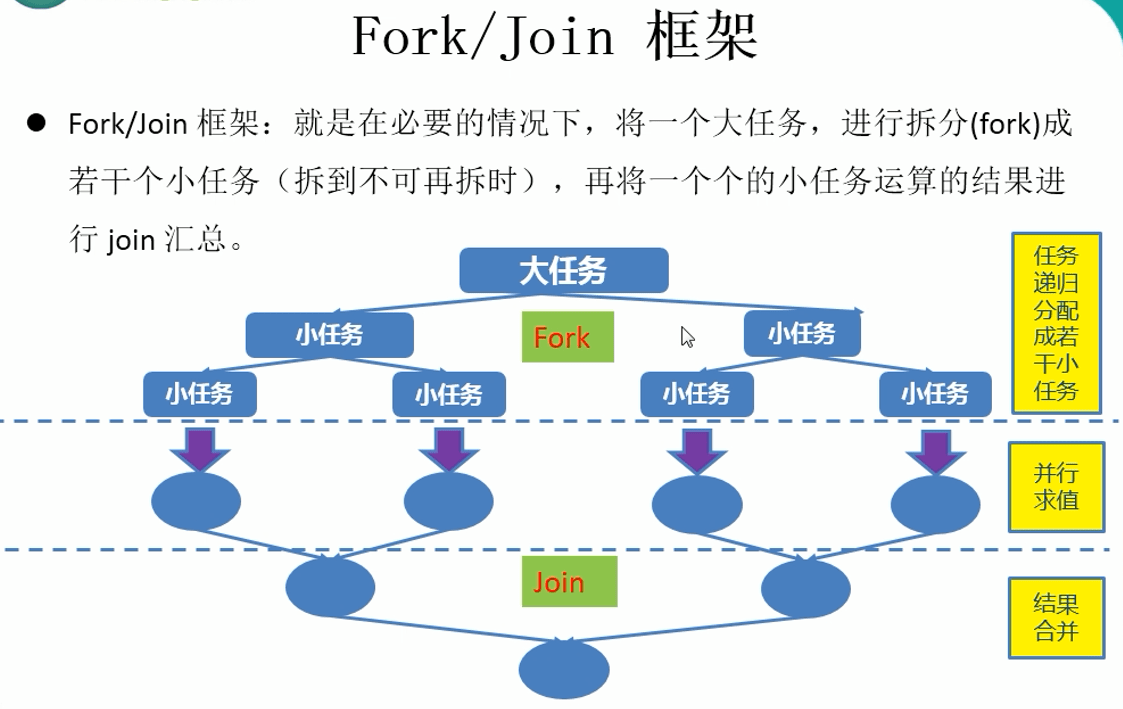 Fork/Join 框架
● Fork/Join 框架：就是在必要的情况下，将一个大任务，进行拆分(fork)成
若干个小任务（拆到不可再拆时），再将一个个的小任务运算的结果进
行 join 汇总。
大任务
小任务
Fork
小任务
小任务
小任务
小任务
小任务
任务
递归
分配
成若
干小
任务
并行
求值
Join
结果
合并